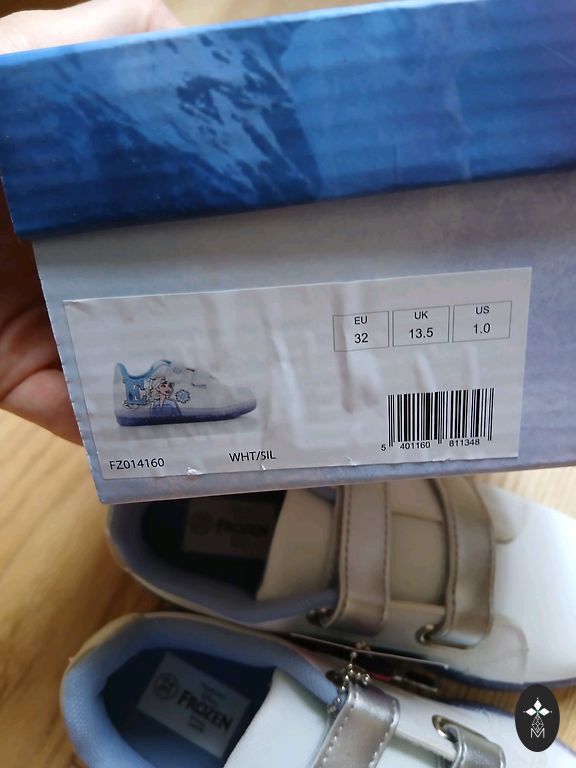 EU
32
UK
13.5
US
1.0
E
FZ014160
WHT/SIL
5 401160 811348
FROZEN
FROZEN
M